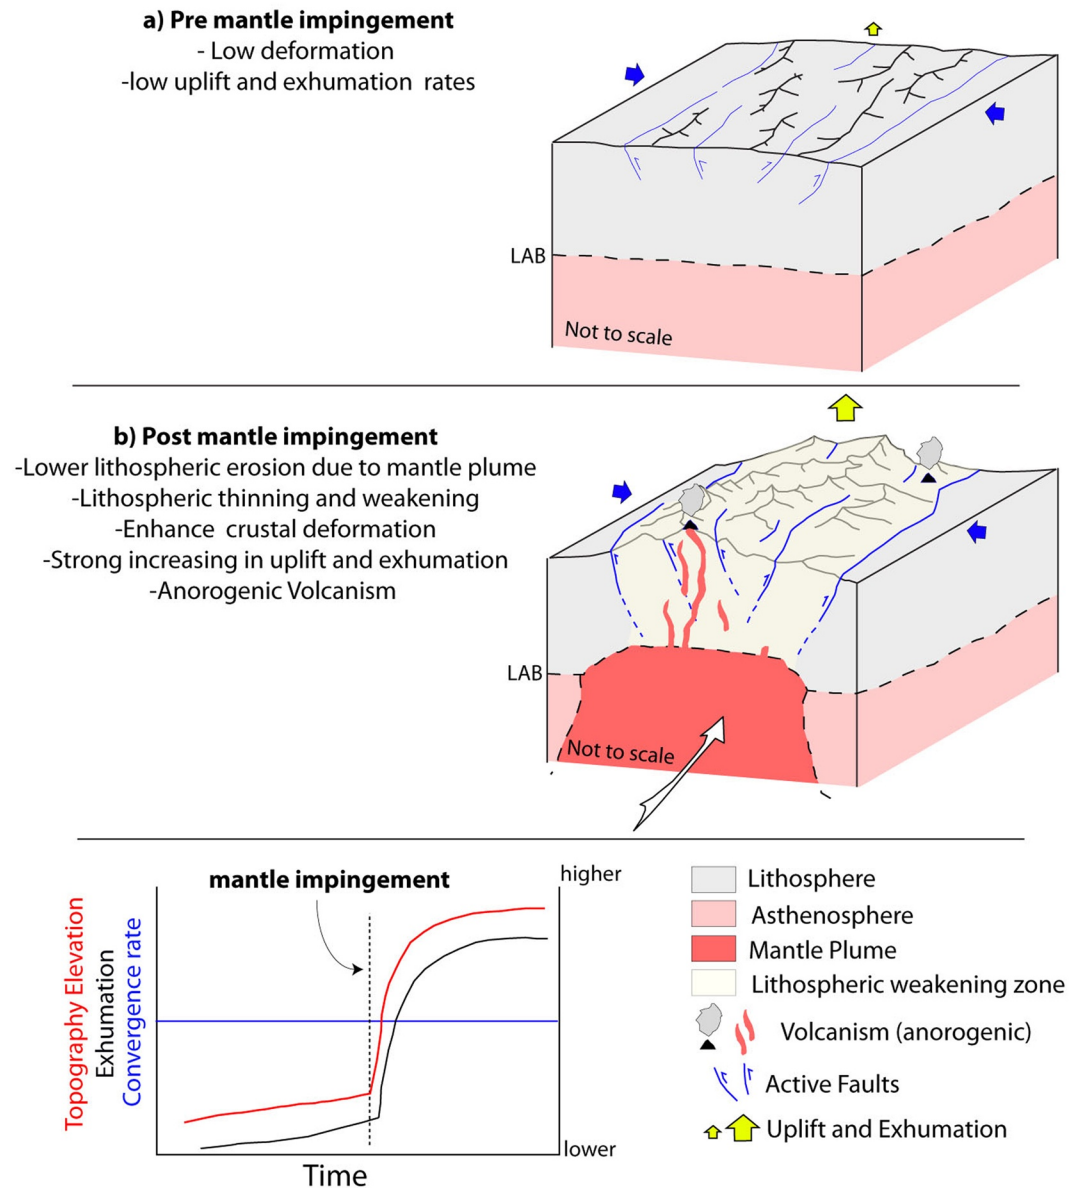 a) Pre mantle impingement
- Low deformation
-low uplift and exhumation rates
LAB
Not to scale
b) Post mantle impingement
-Lower lithospheric erosion due to mantle plume
-Lithospheric thinning and weakening
-Enhance crustal deformation
-Strong increasing in uplift and exhumation
-Anorogenic Volcanism
LAB
Not to scale
mantle impingement
higher
lower
Topography Elevation
Exhumation
Convergence rate
Time
Lithosphere
Asthenosphere
Mantle Plume
Lithospheric weakening zone
Volcanism (anorogenic)
Active Faults
Uplift and Exhumation